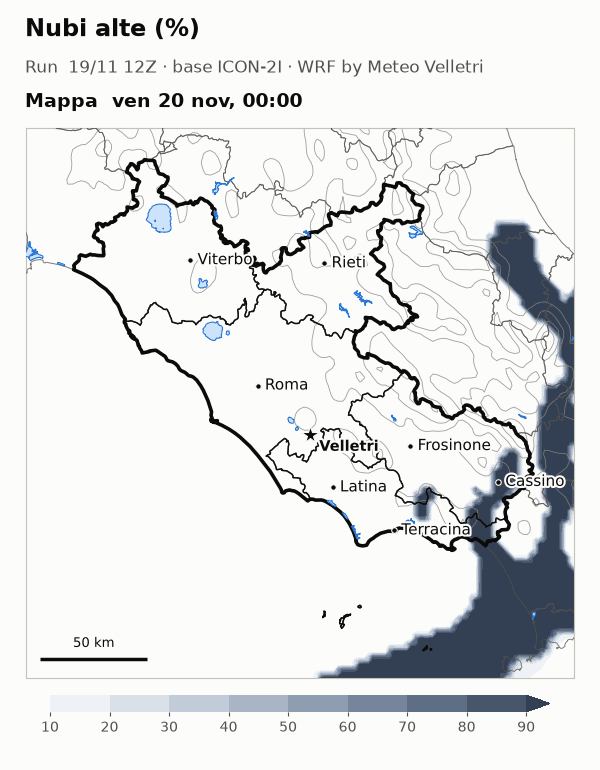 Nubi alte (%)
Run 19/11 12Z · base ICON-2I · WRF by Meteo Velletri
Mappa ven 20 nov, 00:00
Viterbo
Rieti
Roma
Velletri
Frosinone
Cassino
Latina
Terracina
50 km
10 20 30 40 50 60 70 80 90